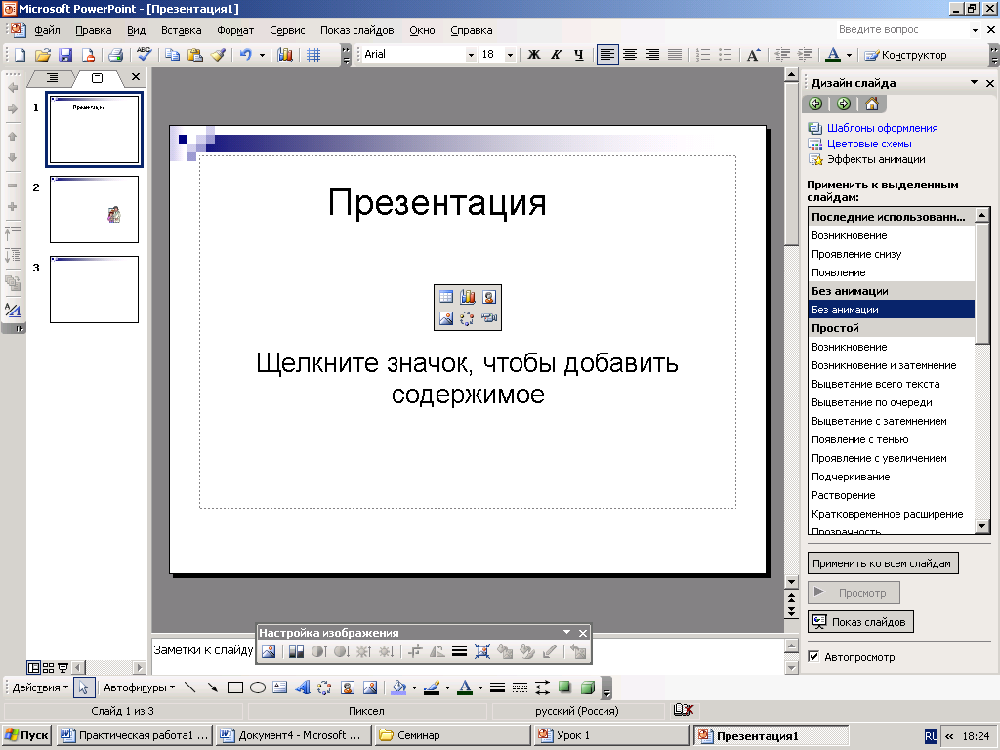 Microsoft PowerPoint - [Презентация1]
Файл Правка Вид Вставка Формат Сервис Показ слайдов Окно Справка Введите вопрос
Arial 18 Ж К Ч Конструктор
1
Презентация
2
3
Презентация
Щелкните значок, чтобы добавить
содержимое
Дизайн слайда
Шаблоны оформления
Цветовые схемы
Эффекты анимации
Применить к выделенным
слайдам:
Последние использованн...
Возникновение
Проявление снизу
Появление
Без анимации
Без анимации
Простой
Возникновение
Возникновение и затемнение
Выцветание всего текста
Выцветание по очереди
Выцветание с затемнением
Появление с тенью
Проявление с увеличением
Подчеркивание
Растворение
Кратковременное расширение
Прозрачность
Применить ко всем слайдам
Просмотр
Показ слайдов
Автопросмотр
Настройка изображения
Заметки к слайду
Действия Автофигуры
Слайд 1 из 3 Пиксел русский (Россия)
Пуск Практическая работа1 ... Документ4 - Microsoft ... Семинар Урок 1 Презентация1 RL « 18:24